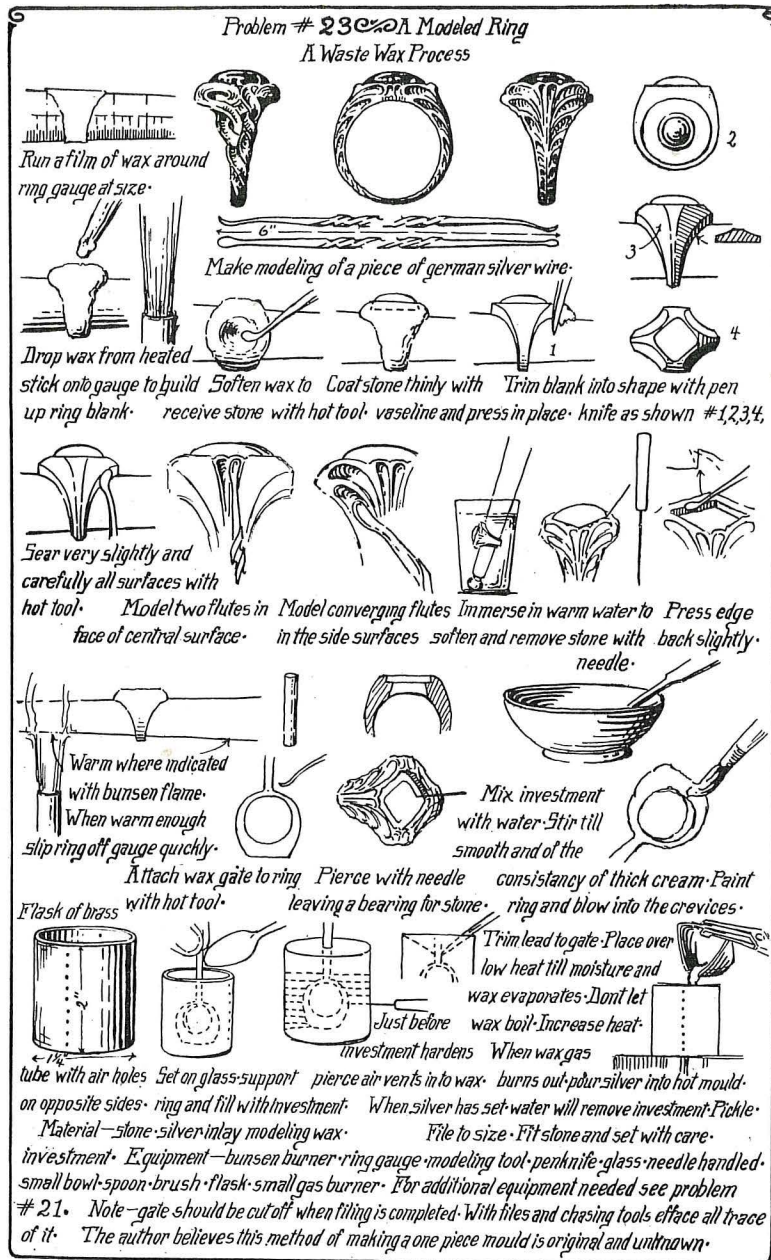 Problem # 23 A Modeled Ring
A Waste Wax Process
Run a film of wax around
ring gauge at size.
2
3
6"
Make modeling of a piece of german silver wire.
4
1
Drop wax from heated
stick onto gauge to build
up ring blank.
Soften wax to
receive stone with hot tool.
Coat stone thinly with
vaseline and press in place.
Trim blank into shape with pen
knife as shown #1,2,3,4,
Sear very slightly and
carefully all surfaces with
hot tool.
Model two flutes in
face of central surface.
Model converging flutes
in the side surfaces
Immerse in warm water to
soften and remove stone with
needle.
Press edge
back slightly.
Warm where indicated
with bunsen flame.
When warm enough
slip ring off gauge quickly.
Attach wax gate to ring
with hot tool.
Pierce with needle
leaving a bearing for stone.
Mix investment
with water. Stir till
smooth and of the
consistancy of thick cream. Paint
ring and blow into the crevices.
Flask of brass
2"
1¼"
tube with air holes
on opposite sides.
Set on glass-support
ring and fill with investment.
Just before
investment hardens
pierce air vents into wax.
Trim lead to gate. Place over
low heat till moisture and
wax evaporates. Dont let
wax boil. Increase heat.
When wax gas
burns out-pour silver into hot mould.
When silver has set-water will remove investment. Pickle.
Material—stone-silver inlay modeling wax.
File to size. Fit stone and set with care.
investment. Equipment—bunsen burner-ring gauge-modeling tool-penknife-glass-needle handled-
small bowl-spoon-brush-flask-small gas burner. For additional equipment needed see problem
#21. Note-gate should be cut off when filing is completed. With files and chasing tools efface all trace
of it. The author believes this method of making a one piece mould is original and unknown.